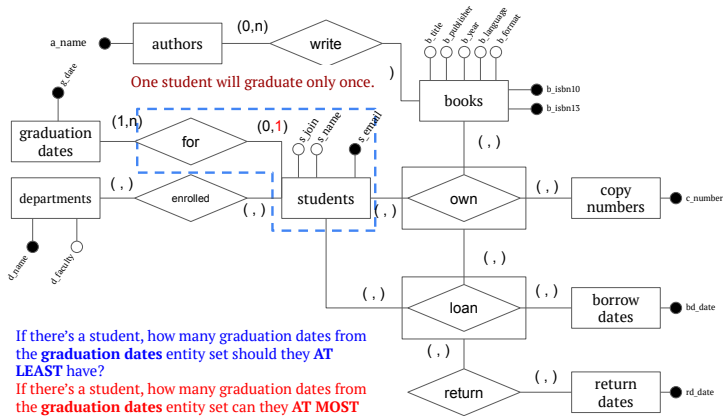 a_name
authors
(0,n)
write
)
b_title
b_publisher
b_year
b_language
b_format
books
b_isbn10
b_isbn13
One student will graduate only once.
g_date
graduation
dates
(1,n)
for
(0,1)
s_join
s_name
s_email
( , )
departments
( , )
enrolled
( , )
students
( , )
own
( , )
copy
numbers
c_number
d_name
d_faculty
( , )
( , )
loan
( , )
borrow
dates
bd_date
( , )
return
( , )
return
dates
rd_date
If there's a student, how many graduation dates from
the graduation dates entity set should they AT
LEAST have?
If there's a student, how many graduation dates from
the graduation dates entity set can they AT MOST